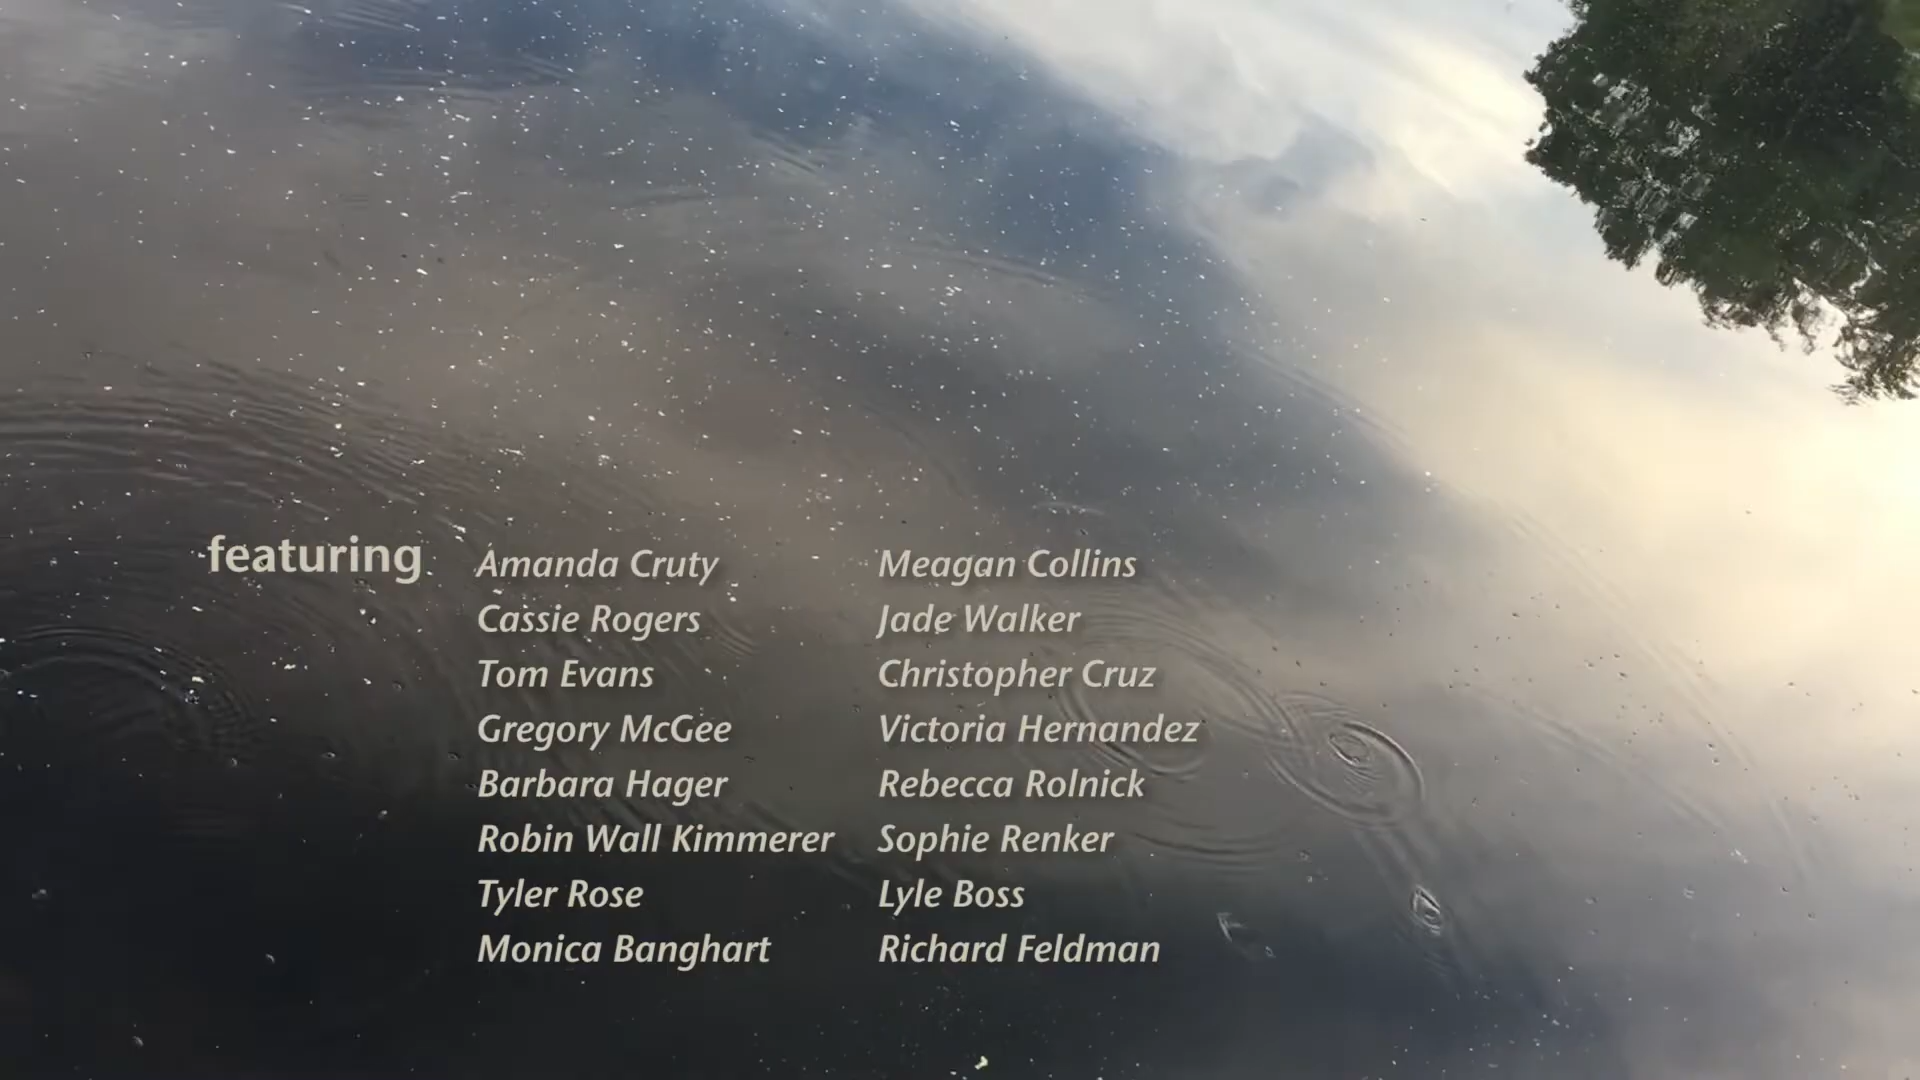 featuring
Amanda Cruty
Cassie Rogers
Tom Evans
Gregory McGee
Barbara Hager
Robin Wall Kimmerer
Tyler Rose
Monica Banghart
Meagan Collins
Jade Walker
Christopher Cruz
Victoria Hernandez
Rebecca Rolnick
Sophie Renker
Lyle Boss
Richard Feldman